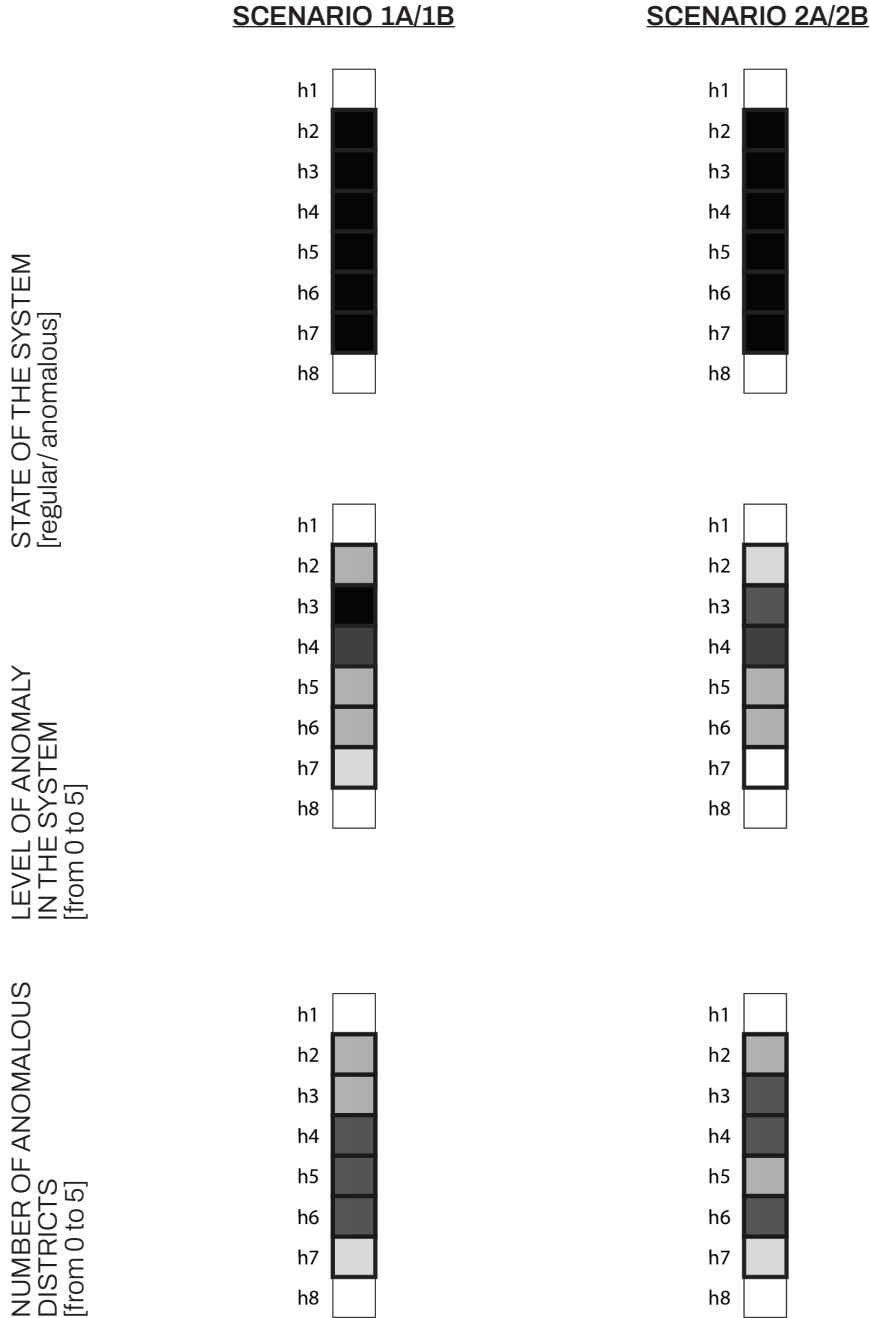 SCENARIO 1A/1B
SCENARIO 2A/2B
STATE OF THE SYSTEM
[regular/ anomalous]
h1
h2
h3
h4
h5
h6
h7
h8
h1
h2
h3
h4
h5
h6
h7
h8
LEVEL OF ANOMALY
IN THE SYSTEM
[from 0 to 5]
h1
h2
h3
h4
h5
h6
h7
h8
h1
h2
h3
h4
h5
h6
h7
h8
NUMBER OF ANOMALOUS
DISTRICTS
[from 0 to 5]
h1
h2
h3
h4
h5
h6
h7
h8
h1
h2
h3
h4
h5
h6
h7
h8